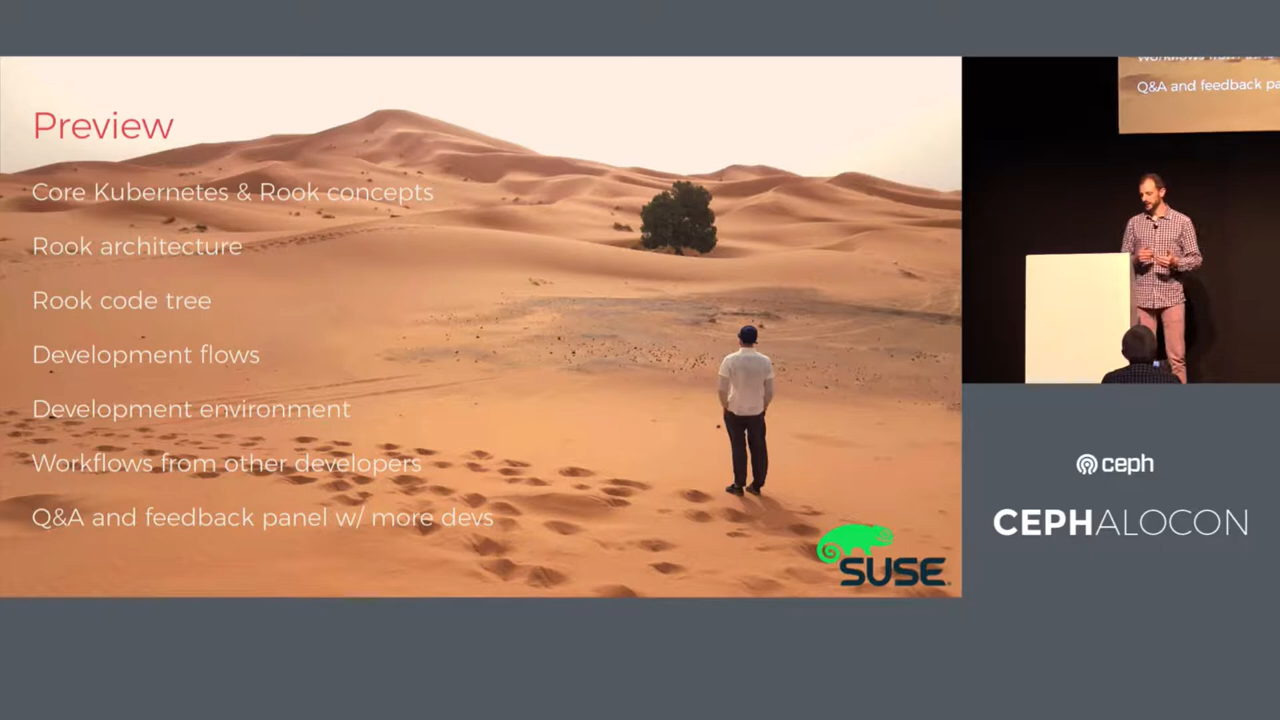 Preview
Core Kubernetes & Rook concepts
Rook architecture
Rook code tree
Development flows
Development environment
Workflows from other developers
Q&A and feedback panel w/ more devs
SUSE
Q&A and feedback pa
ceph
CEPHALOCON